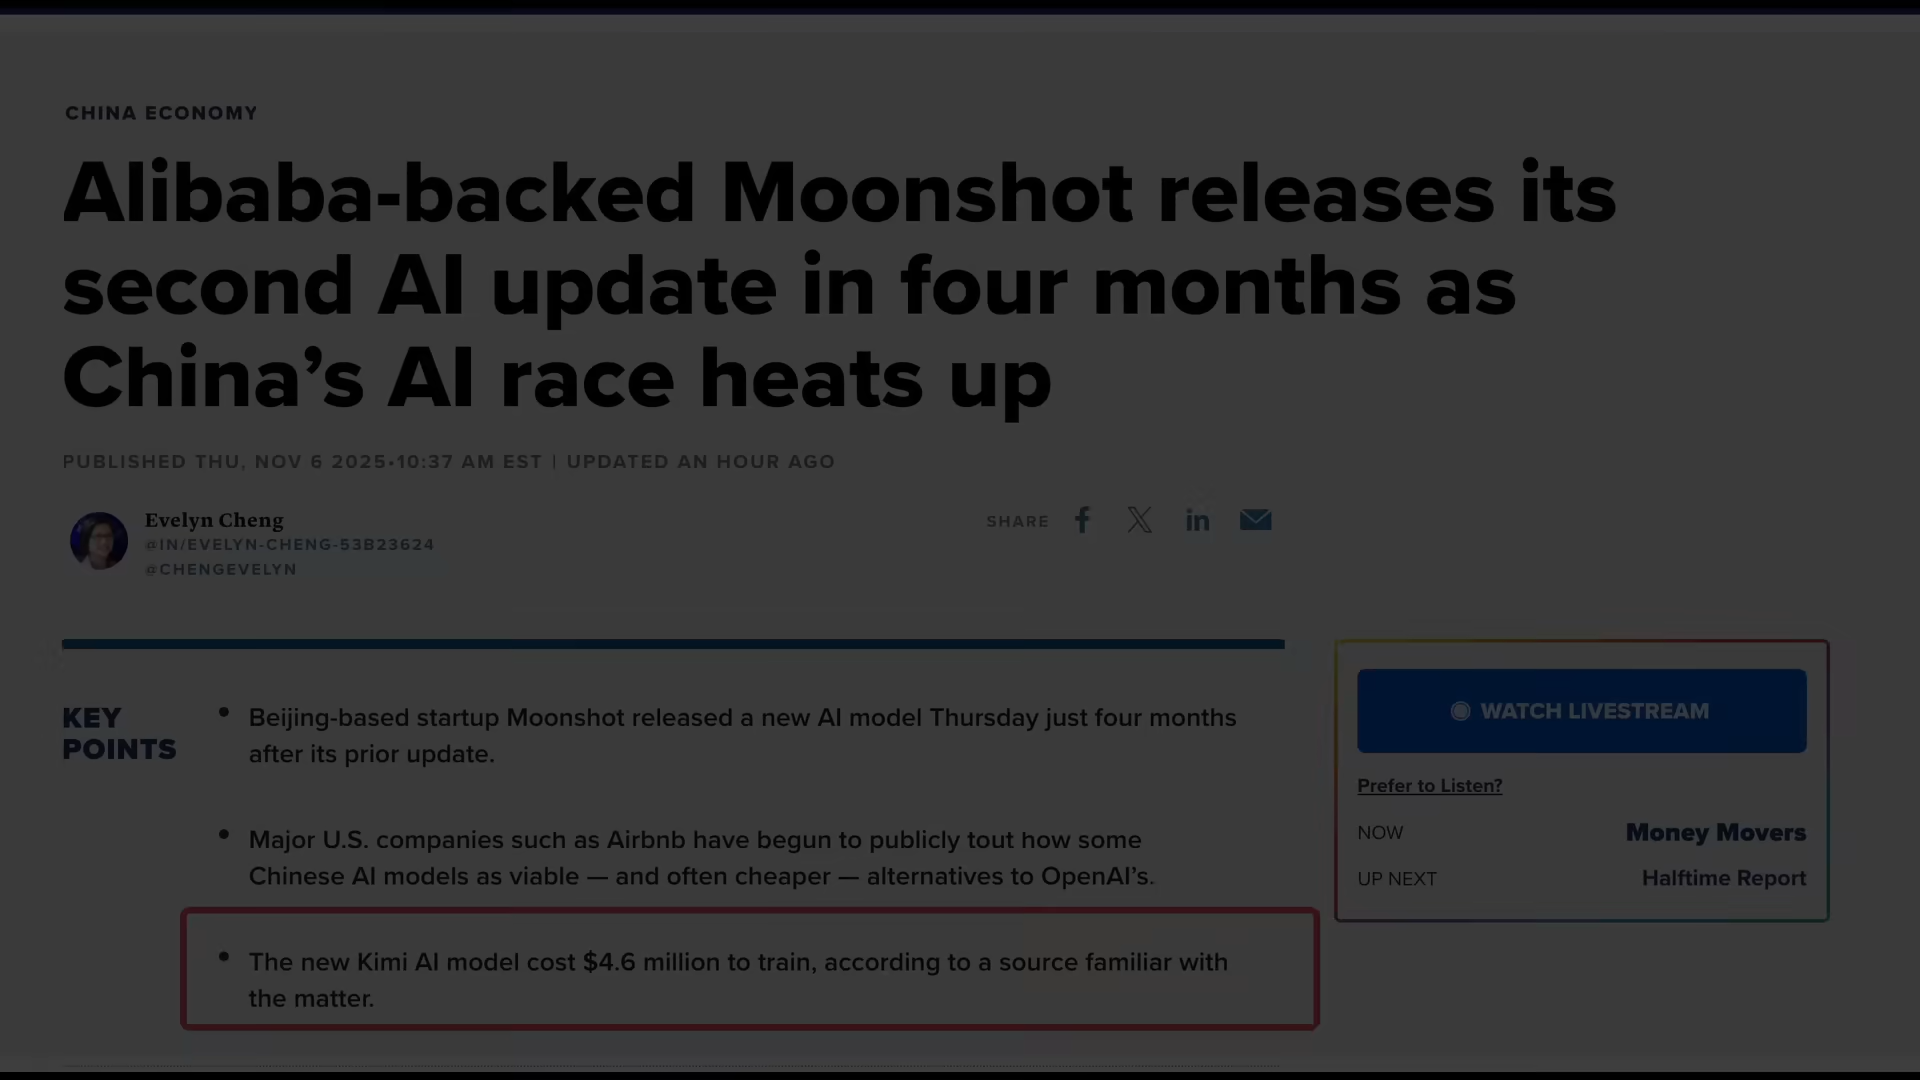 CHINA ECONOMY
Alibaba-backed Moonshot releases its
second AI update in four months as
China’s AI race heats up
PUBLISHED THU, NOV 6 2025•10:37 AM EST | UPDATED AN HOUR AGO
Evelyn Cheng
@IN/EVELYN-CHENG-53B23624
@CHENGEVELYN
SHARE
KEY
POINTS
• Beijing-based startup Moonshot released a new AI model Thursday just four months
after its prior update.
• Major U.S. companies such as Airbnb have begun to publicly tout how some
Chinese AI models as viable — and often cheaper — alternatives to OpenAI’s.
• The new Kimi AI model cost $4.6 million to train, according to a source familiar with
the matter.
WATCH LIVESTREAM
Prefer to Listen?
NOW Money Movers
UP NEXT Halftime Report